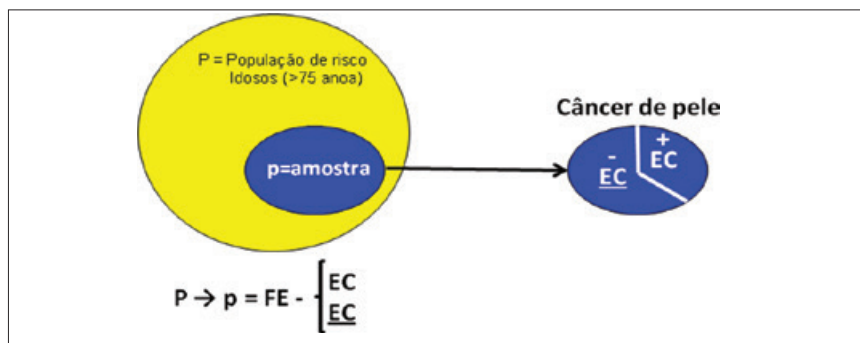 P = População de risco
Idosos (>75 anoa)
p=amostra
Câncer de pele
-
EC
+
EC
P → p = FE - { EC
EC